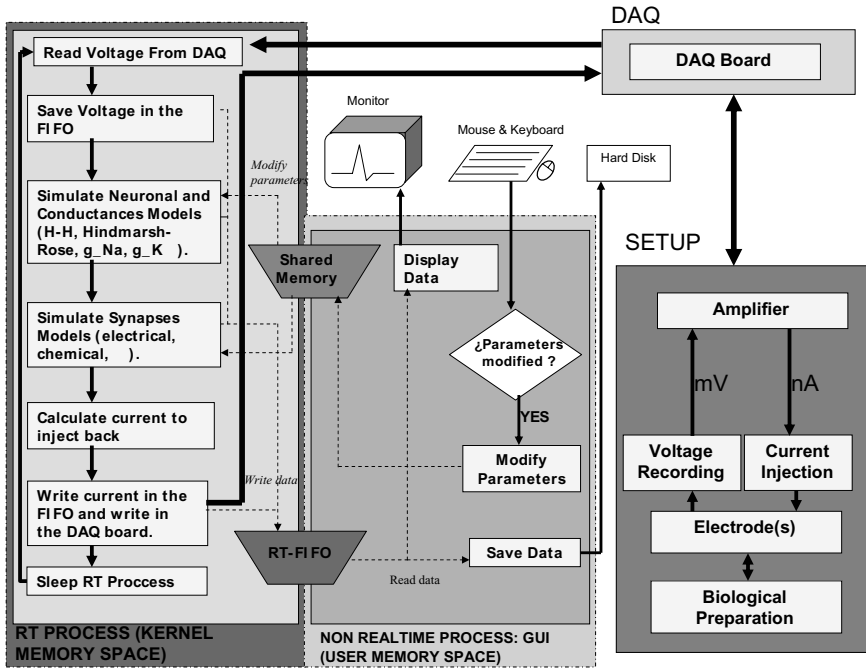 DAQ
Read Voltage From DAQ
DAQ Board
Save Voltage in the
FIFO
Monitor
Mouse & Keyboard
Hard Disk
Modify
parameters
Simulate Neuronal and
Conductances Models
(H-H, Hindmarsh-
Rose, g_Na, g_K ).
Shared
Memory
Display
Data
SETUP
Amplifier
Simulate Synapses
Models (electrical,
chemical, ).
¿Parameters
modified ?
mV
nA
YES
Calculate current to
inject back
Modify
Parameters
Voltage
Recording
Current
Injection
Write data
Write current in the
FIFO and write in
the DAQ board.
Electrode(s)
RT-FIFO
Save Data
Read data
Sleep RT Proccess
Biological
Preparation
RT PROCESS (KERNEL
MEMORY SPACE)
NON REALTIME PROCESS: GUI
(USER MEMORY SPACE)